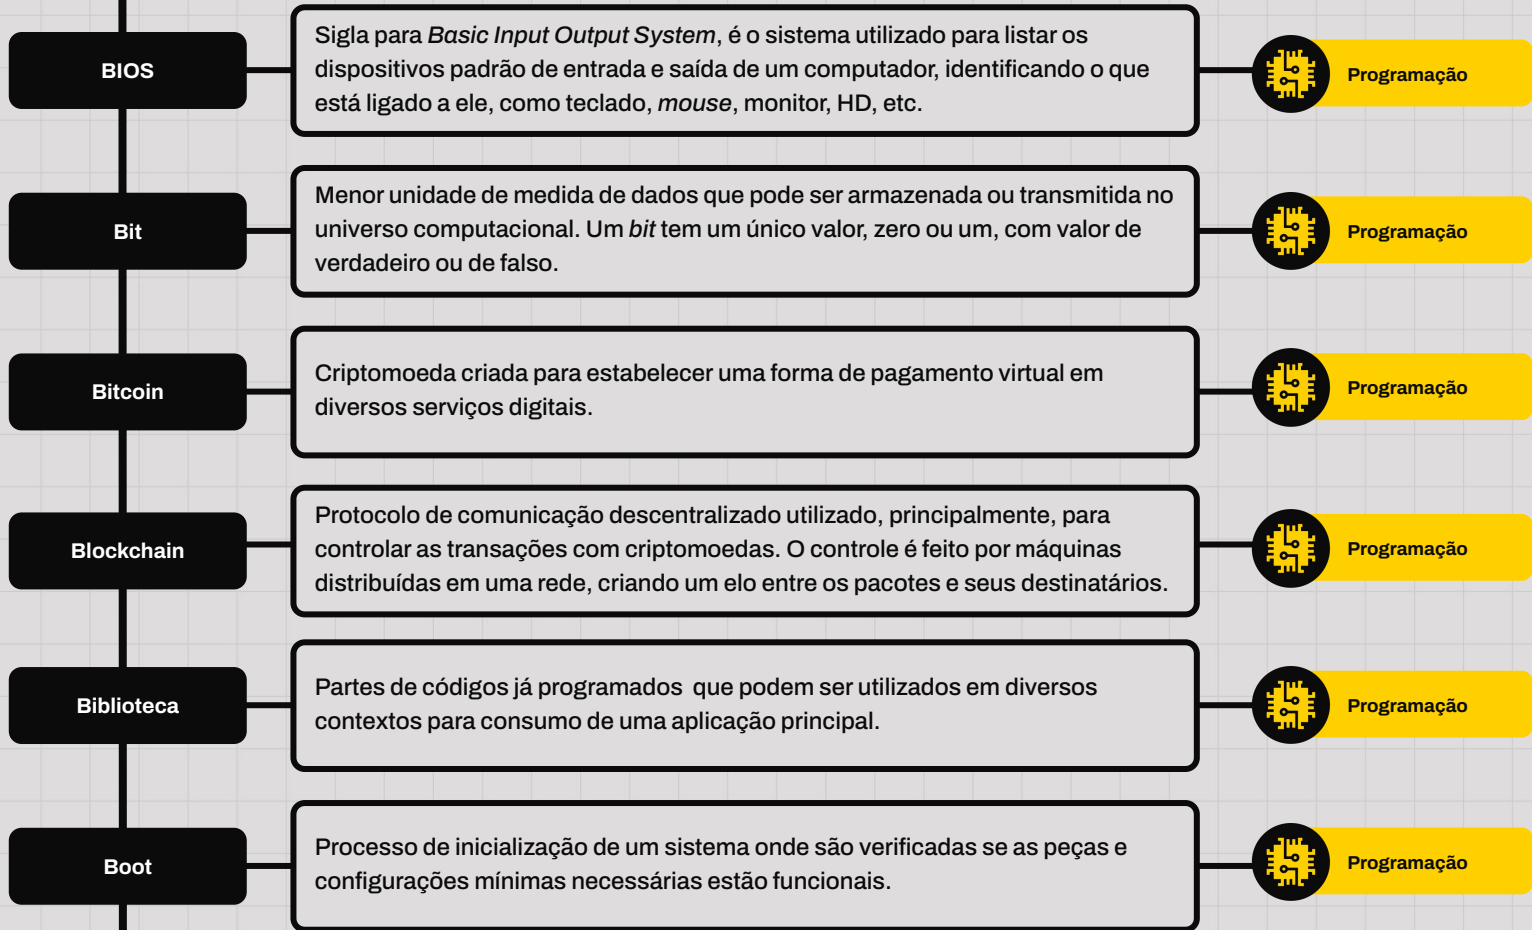 BIOS
Sigla para Basic Input Output System, é o sistema utilizado para listar os
dispositivos padrão de entrada e saída de um computador, identificando o que
está ligado a ele, como teclado, mouse, monitor, HD, etc.
Programação
Bit
Menor unidade de medida de dados que pode ser armazenada ou transmitida no
universo computacional. Um bit tem um único valor, zero ou um, com valor de
verdadeiro ou de falso.
Programação
Bitcoin
Criptomoeda criada para estabelecer uma forma de pagamento virtual em
diversos serviços digitais.
Programação
Blockchain
Protocolo de comunicação descentralizado utilizado, principalmente, para
controlar as transações com criptomoedas. O controle é feito por máquinas
distribuídas em uma rede, criando um elo entre os pacotes e seus destinatários.
Programação
Biblioteca
Partes de códigos já programados  que podem ser utilizados em diversos
contextos para consumo de uma aplicação principal.
Programação
Boot
Processo de inicialização de um sistema onde são verificadas se as peças e
configurações mínimas necessárias estão funcionais.
Programação